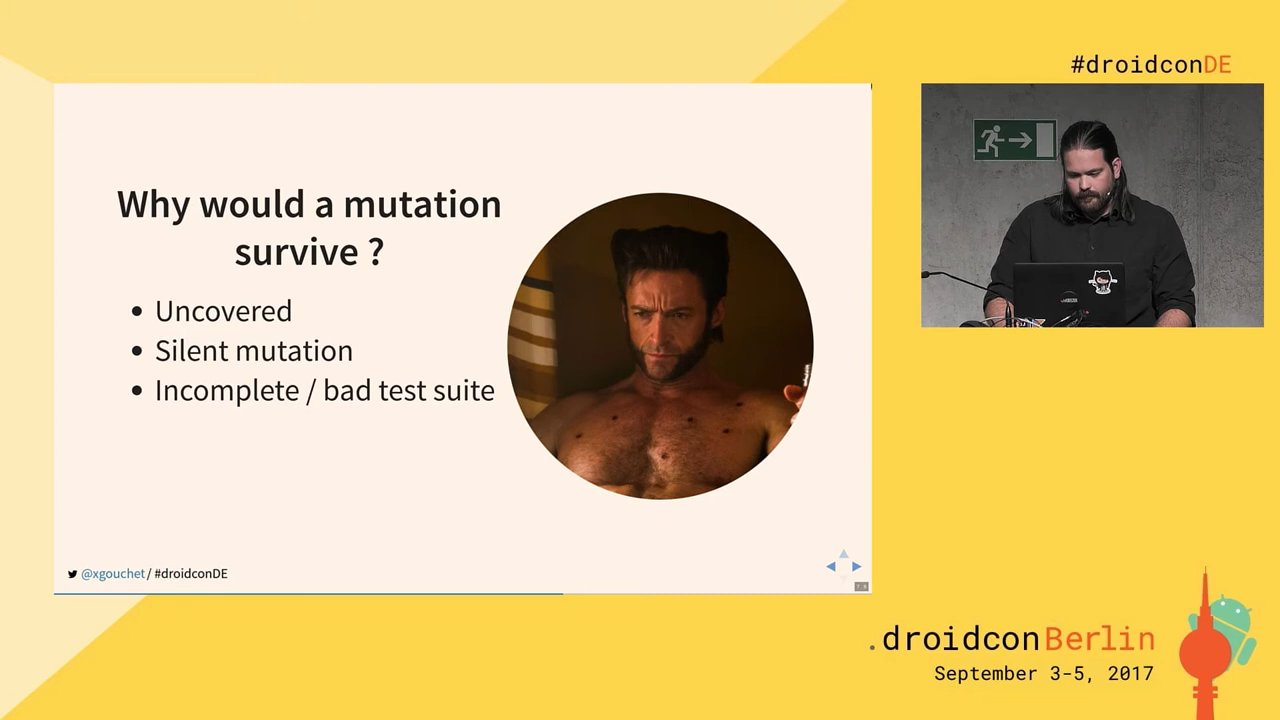 #droidconDE
Why would a mutation
survive ?
Uncovered
Silent mutation
Incomplete / bad test suite
@xgouchet / #droidconDE
.droidconBerlin
September 3-5, 2017